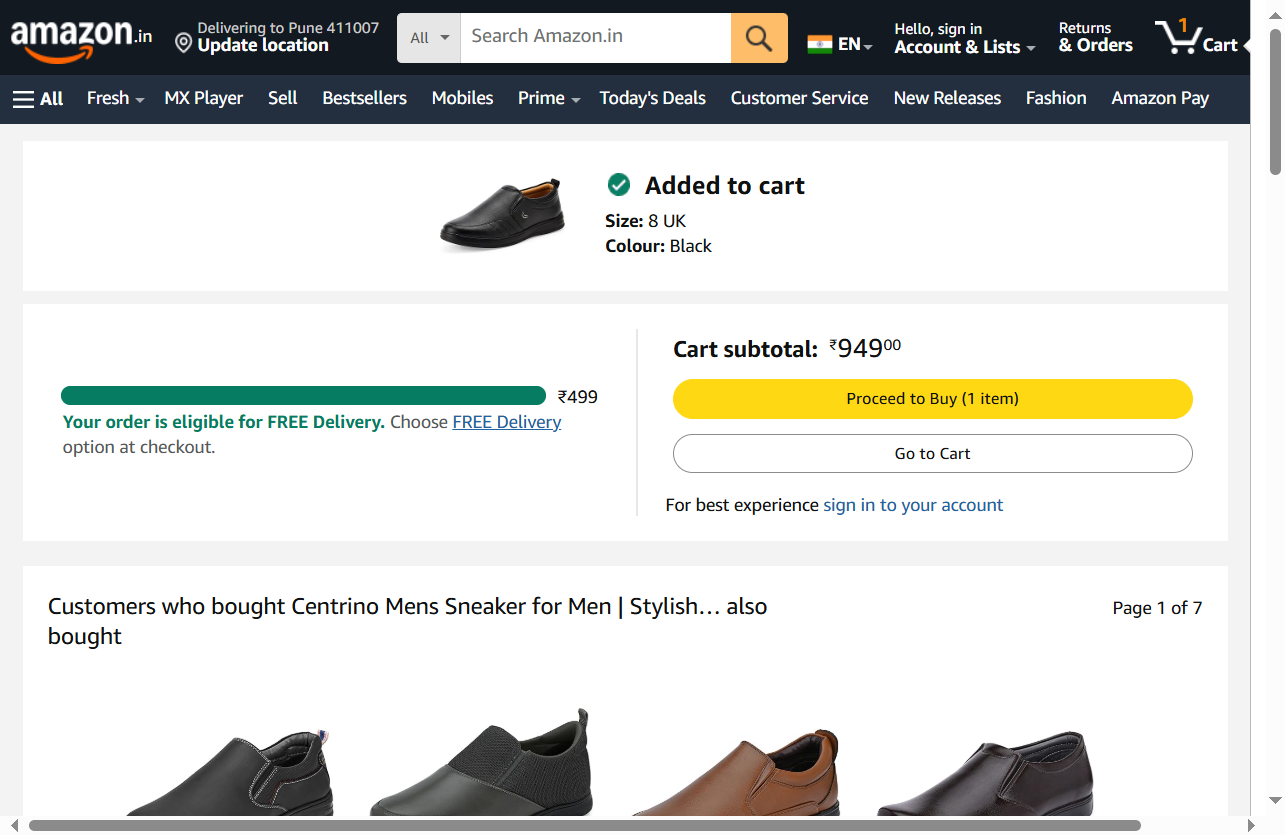 amazon.in
Delivering to Pune 411007
Update location
All
Search Amazon.in
EN
Hello, sign in
Account & Lists
Returns
& Orders
1
Cart
All
Fresh
MX Player
Sell
Bestsellers
Mobiles
Prime
Today's Deals
Customer Service
New Releases
Fashion
Amazon Pay
Added to cart
Size: 8 UK
Colour: Black
₹499
Your order is eligible for FREE Delivery. Choose FREE Delivery
option at checkout.
Cart subtotal: ₹94900
Proceed to Buy (1 item)
Go to Cart
For best experience sign in to your account
Customers who bought Centrino Mens Sneaker for Men | Stylish… also
bought
Page 1 of 7